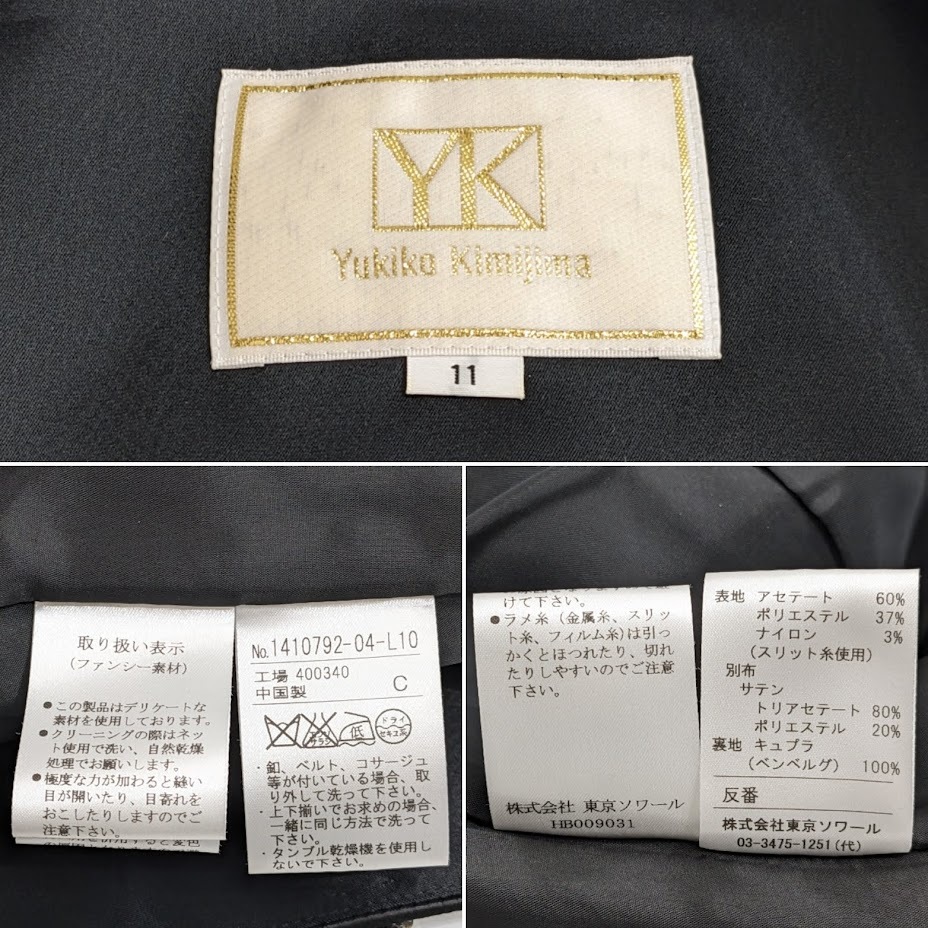 YK
Yukiko Kimijima
11
取り扱い表示
(ファンシー素材)
●この製品はデリケートな
素材を使用しております。
●クリーニングの際はネッ
ト使用で洗い、自然乾燥
処理でお願いします。
●極度な力が加わると縫い
目が開いたり、目寄れを
おこしたりしますのでご
注意下さい。
No.1410792-04-L10
工場 400340
中国製 C
エンソ
サラシ
低
ドライ
セキユ系
・釦、ベルト、コサージュ
等が付いている場合、取
り外して洗って下さい。
・上下揃いでお求めの場合、
一緒に同じ方法で洗って
下さい。
・タンブル乾燥機を使用し
ないで下さい。
けて下さい。
●ラメ糸(金属糸、スリッ
ト糸、フィルム糸)は引っ
かくとほつれたり、切れ
たりしやすいのでご注意
下さい。
株式会社 東京ソワール
HB009031
表地 アセテート 60%
ポリエステル 37%
ナイロン 3%
(スリット糸使用)
別布
サテン
トリアセテート 80%
ポリエステル 20%
裏地 キュプラ
(ベンベルグ) 100%
反番
株式会社東京ソワール
03-3475-1251(代)